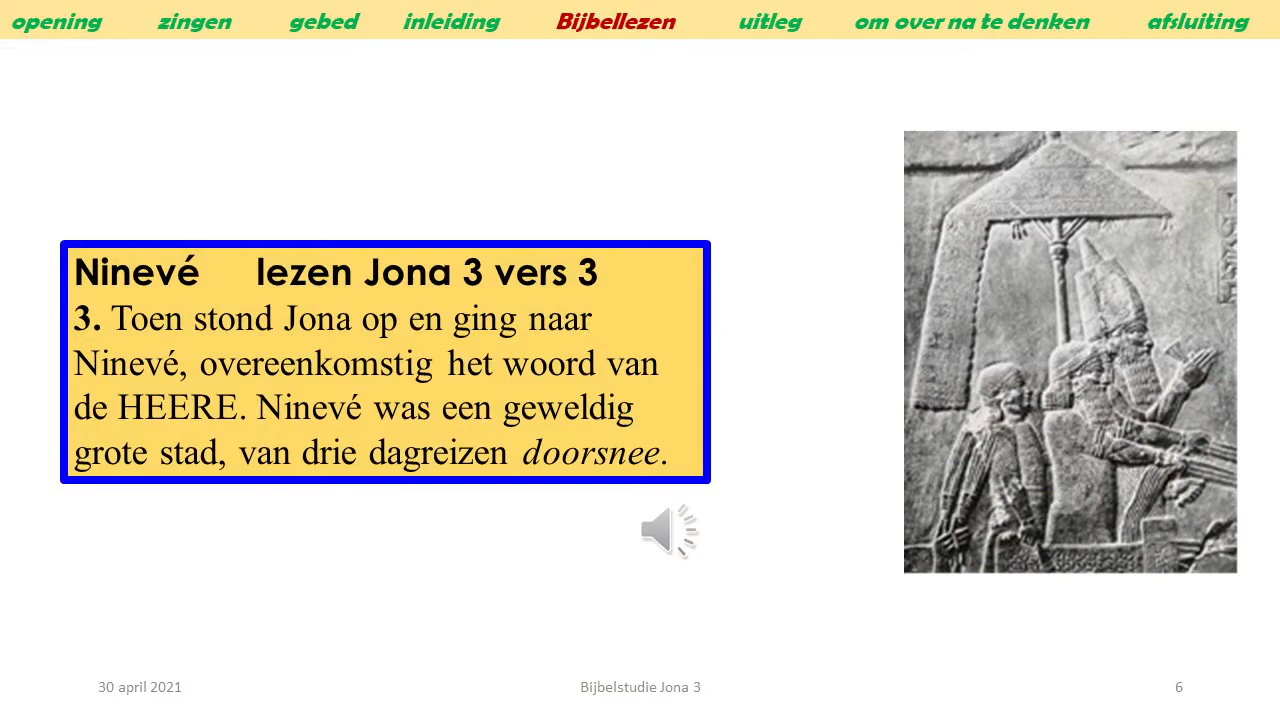 opening zingen gebed inleiding Bijbellezen uitleg om over na te denken afsluiting
Ninevé lezen Jona 3 vers 3
3. Toen stond Jona op en ging naar
Ninevé, overeenkomstig het woord van
de HEERE. Ninevé was een geweldig
grote stad, van drie dagreizen doorsnee.
30 april 2021 Bijbelstudie Jona 3 6